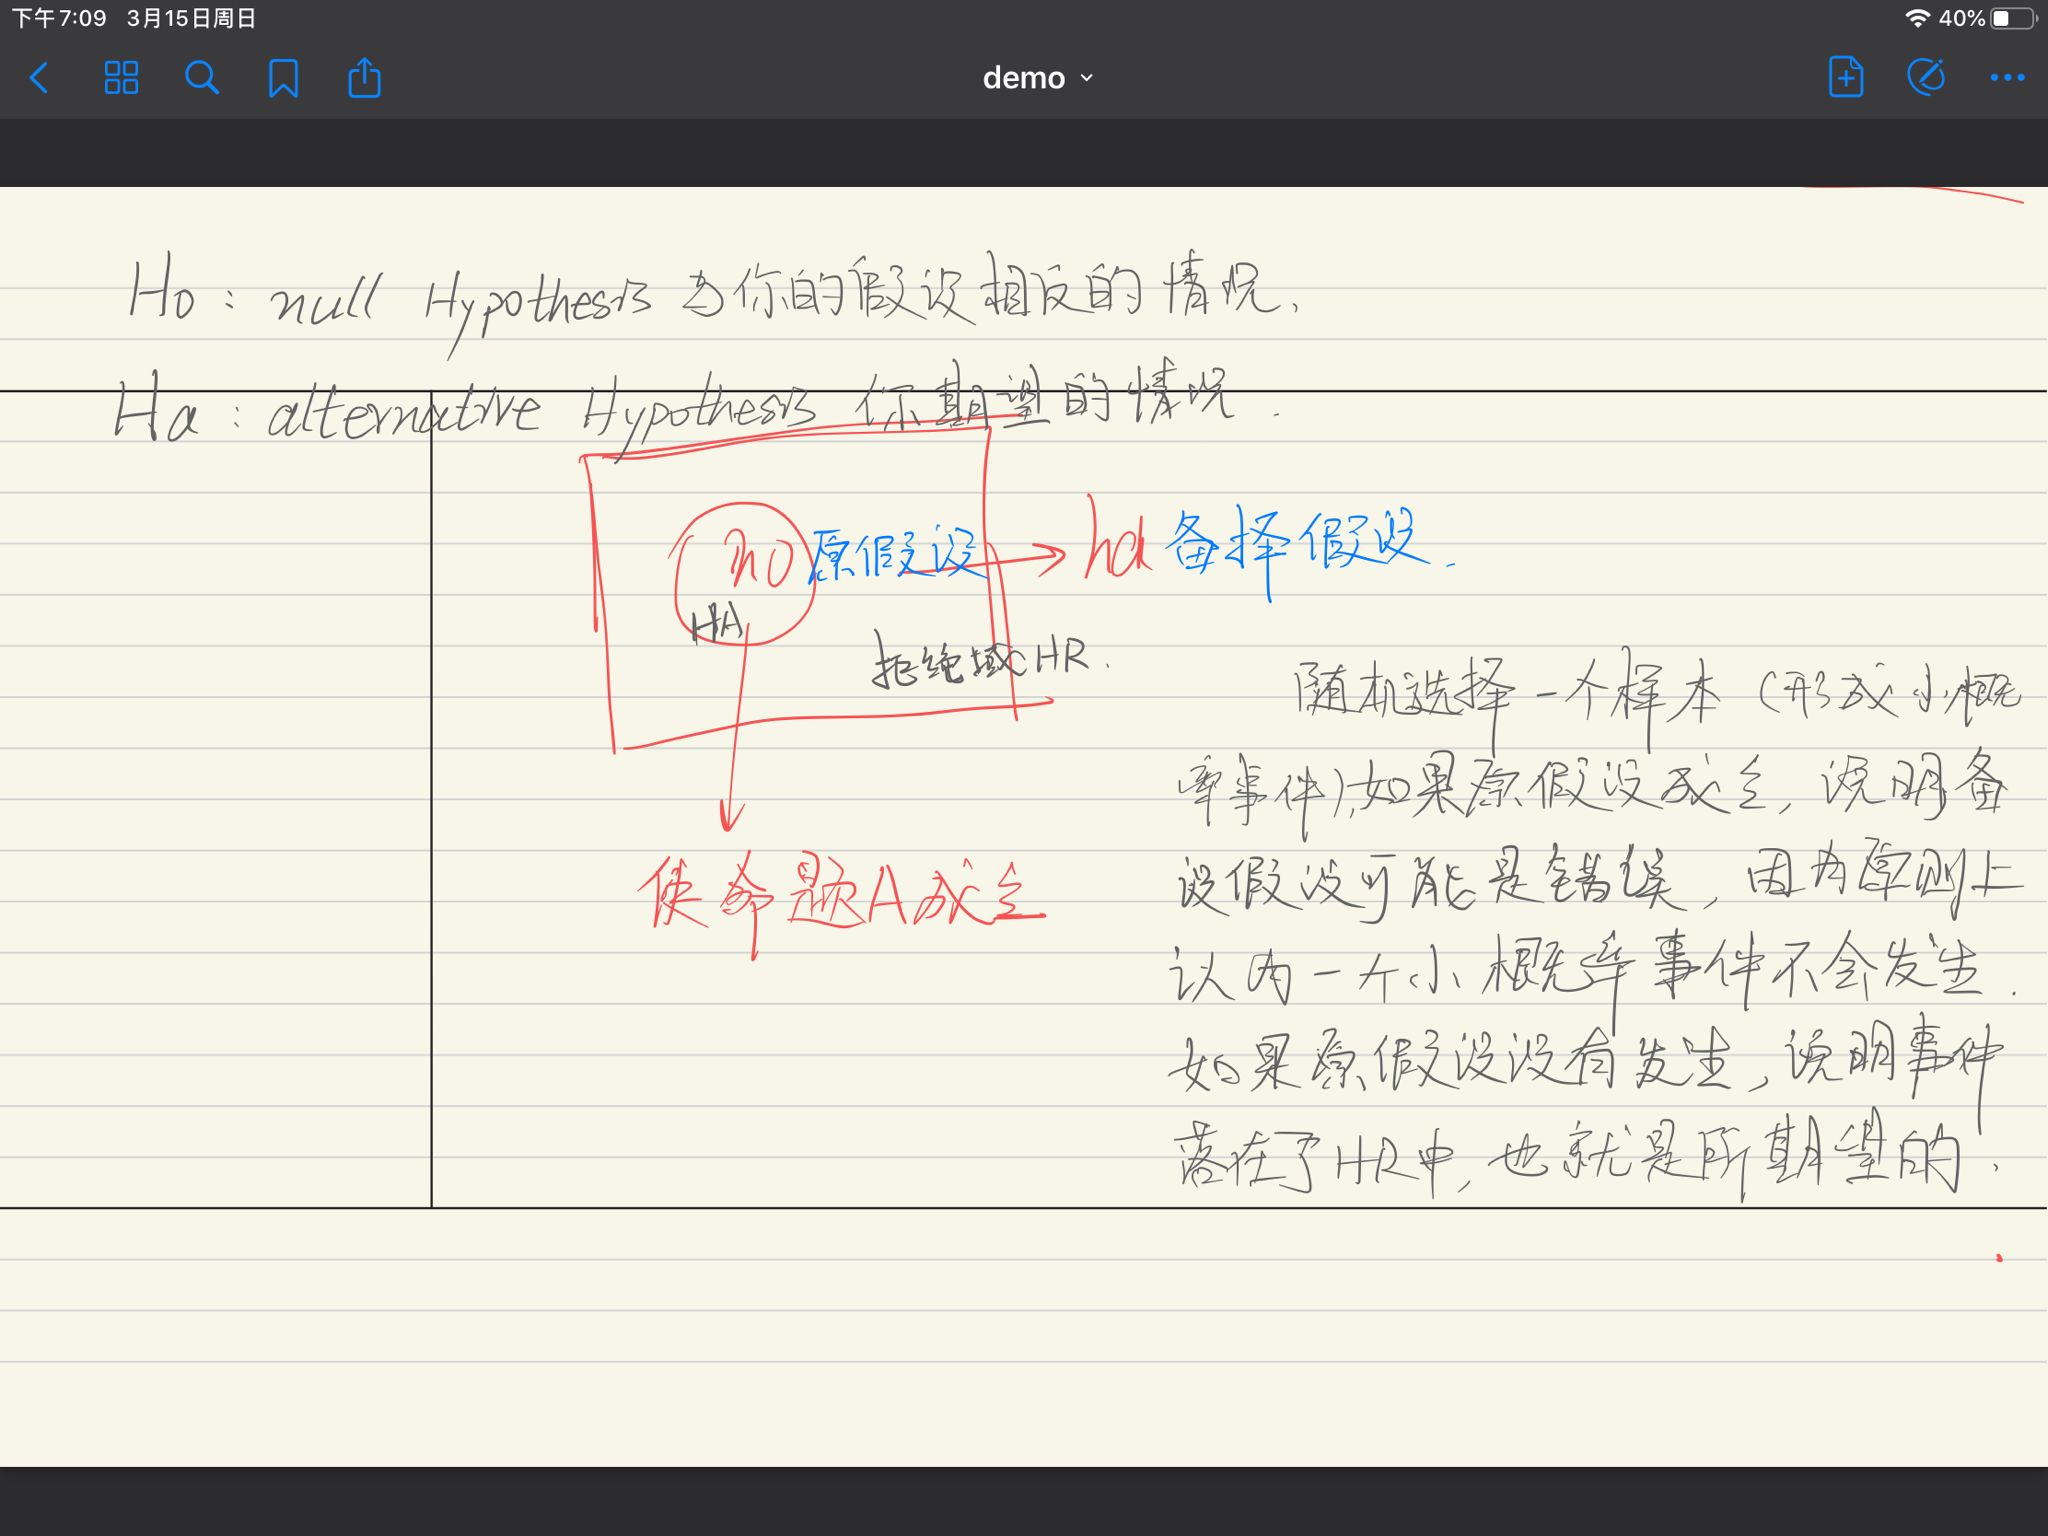 下午7:09 3月15日周日
40%
demo
H0: null Hypothesis 为你的假设相反的情况.
Ha: alternative Hypothesis 你期望的情况.
h0 原假设 ha 备择假设.
HA
拒绝域HR.
随机选择一个样本(形成小概
率事件),如果原假设成立,说明备
设假设可能是错误,因为原则上
认为一个小概率事件不会发生.
如果原假设没有发生,说明事件
落在了HR中,也就是所期望的.
使命题A成立